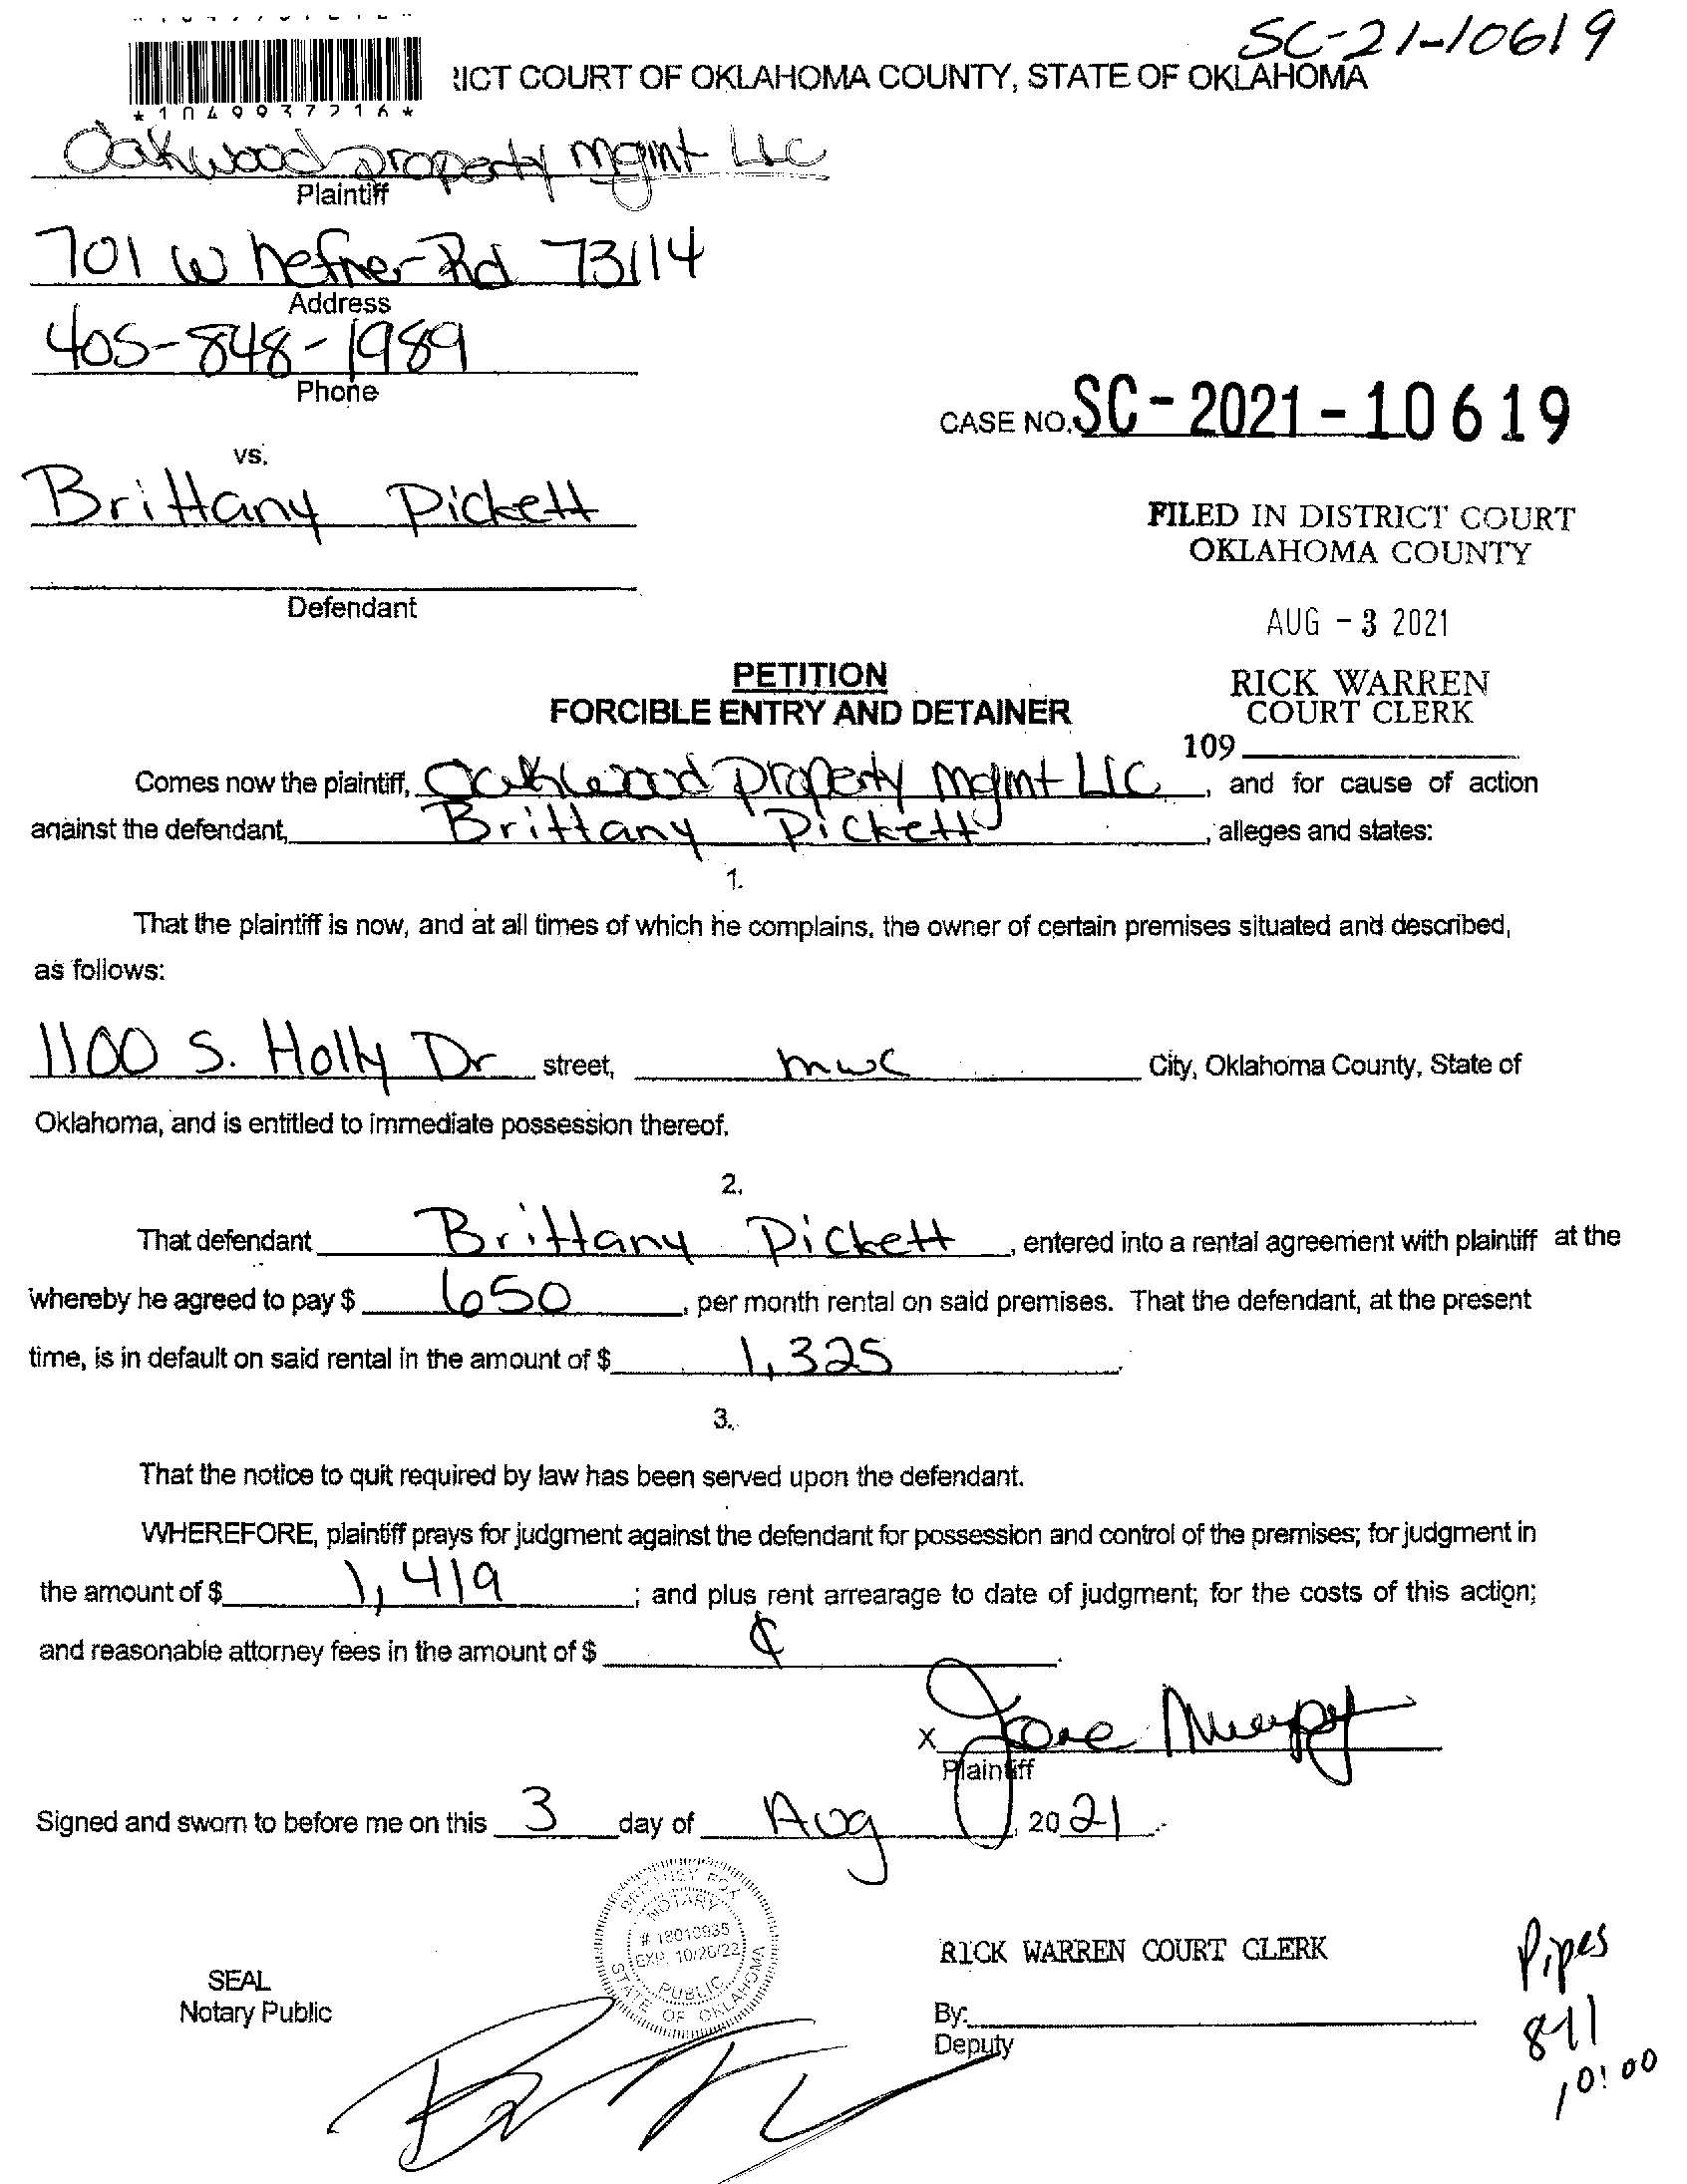 SC-21-10619
ICT COURT OF OKLAHOMA COUNTY, STATE OF OKLAHOMA
*1049937716*
Oakwood property mgmt LLC
Plaintiff
701 W hefner Rd 73114
Address
405-848-1989
Phone
CASE NO. SC-2021-10619
vs.
Brittany Pickett
FILED IN DISTRICT COURT
OKLAHOMA COUNTY
Defendant
AUG - 3 2021
PETITION
FORCIBLE ENTRY AND DETAINER
RICK WARREN
COURT CLERK
109
Comes now the plaintiff, Oakwood Property Mgmt LLC, and for cause of action
against the defendant, Brittany Pickett, alleges and states:
1.
That the plaintiff is now, and at all times of which he complains, the owner of certain premises situated and described,
as follows:
1100 S. Holly Dr street, mwc City, Oklahoma County, State of
Oklahoma, and is entitled to immediate possession thereof.
2.
That defendant Brittany Pickett, entered into a rental agreement with plaintiff at the
whereby he agreed to pay $ 650, per month rental on said premises. That the defendant, at the present
time, is in default on said rental in the amount of $ 1,325.
3.
That the notice to quit required by law has been served upon the defendant.
WHEREFORE, plaintiff prays for judgment against the defendant for possession and control of the premises; for judgment in
the amount of $ 1,419; and plus rent arrearage to date of judgment; for the costs of this action;
and reasonable attorney fees in the amount of $ ¢.
X
Plaintiff
Signed and sworn to before me on this 3 day of Aug, 2021.
BRITTNEY FOX
NOTARY
# 18010935
EXP. 10/26/22
PUBLIC
STATE OF OKLAHOMA
SEAL
Notary Public
RICK WARREN COURT CLERK
By:
Deputy
Pipes
811
10:00